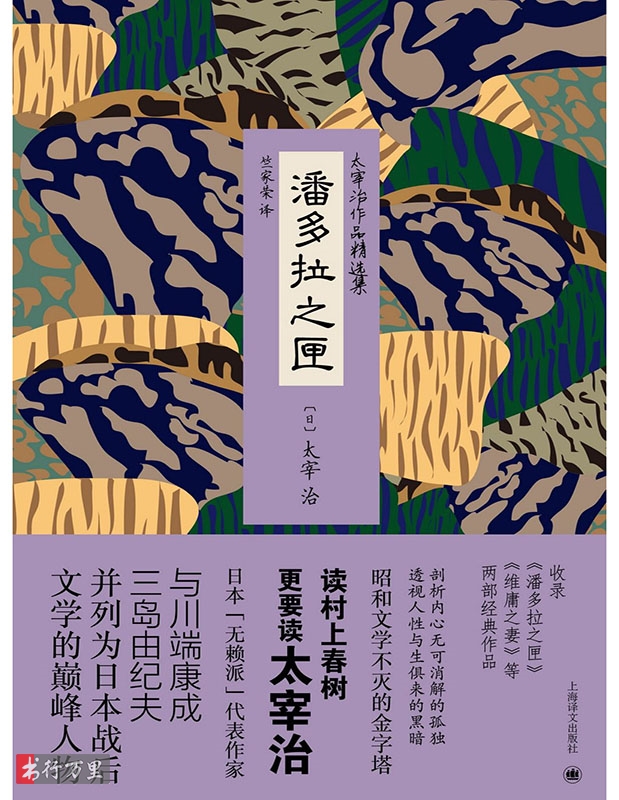 太宰治作品精选集
潘多拉之匣
竺家荣 译
〔日〕太宰治
收录
《潘多拉之匣》
《维庸之妻》等
两部经典作品
剖析内心无可消解的孤独
透视人性与生俱来的黑暗
昭和文学不灭的金字塔
读村上春树
更要读太宰治
日本「无赖派」代表作家
与川端康成
三岛由纪夫
并列为日本战后
文学的巅峰人物
上海译文出版社
书行万里